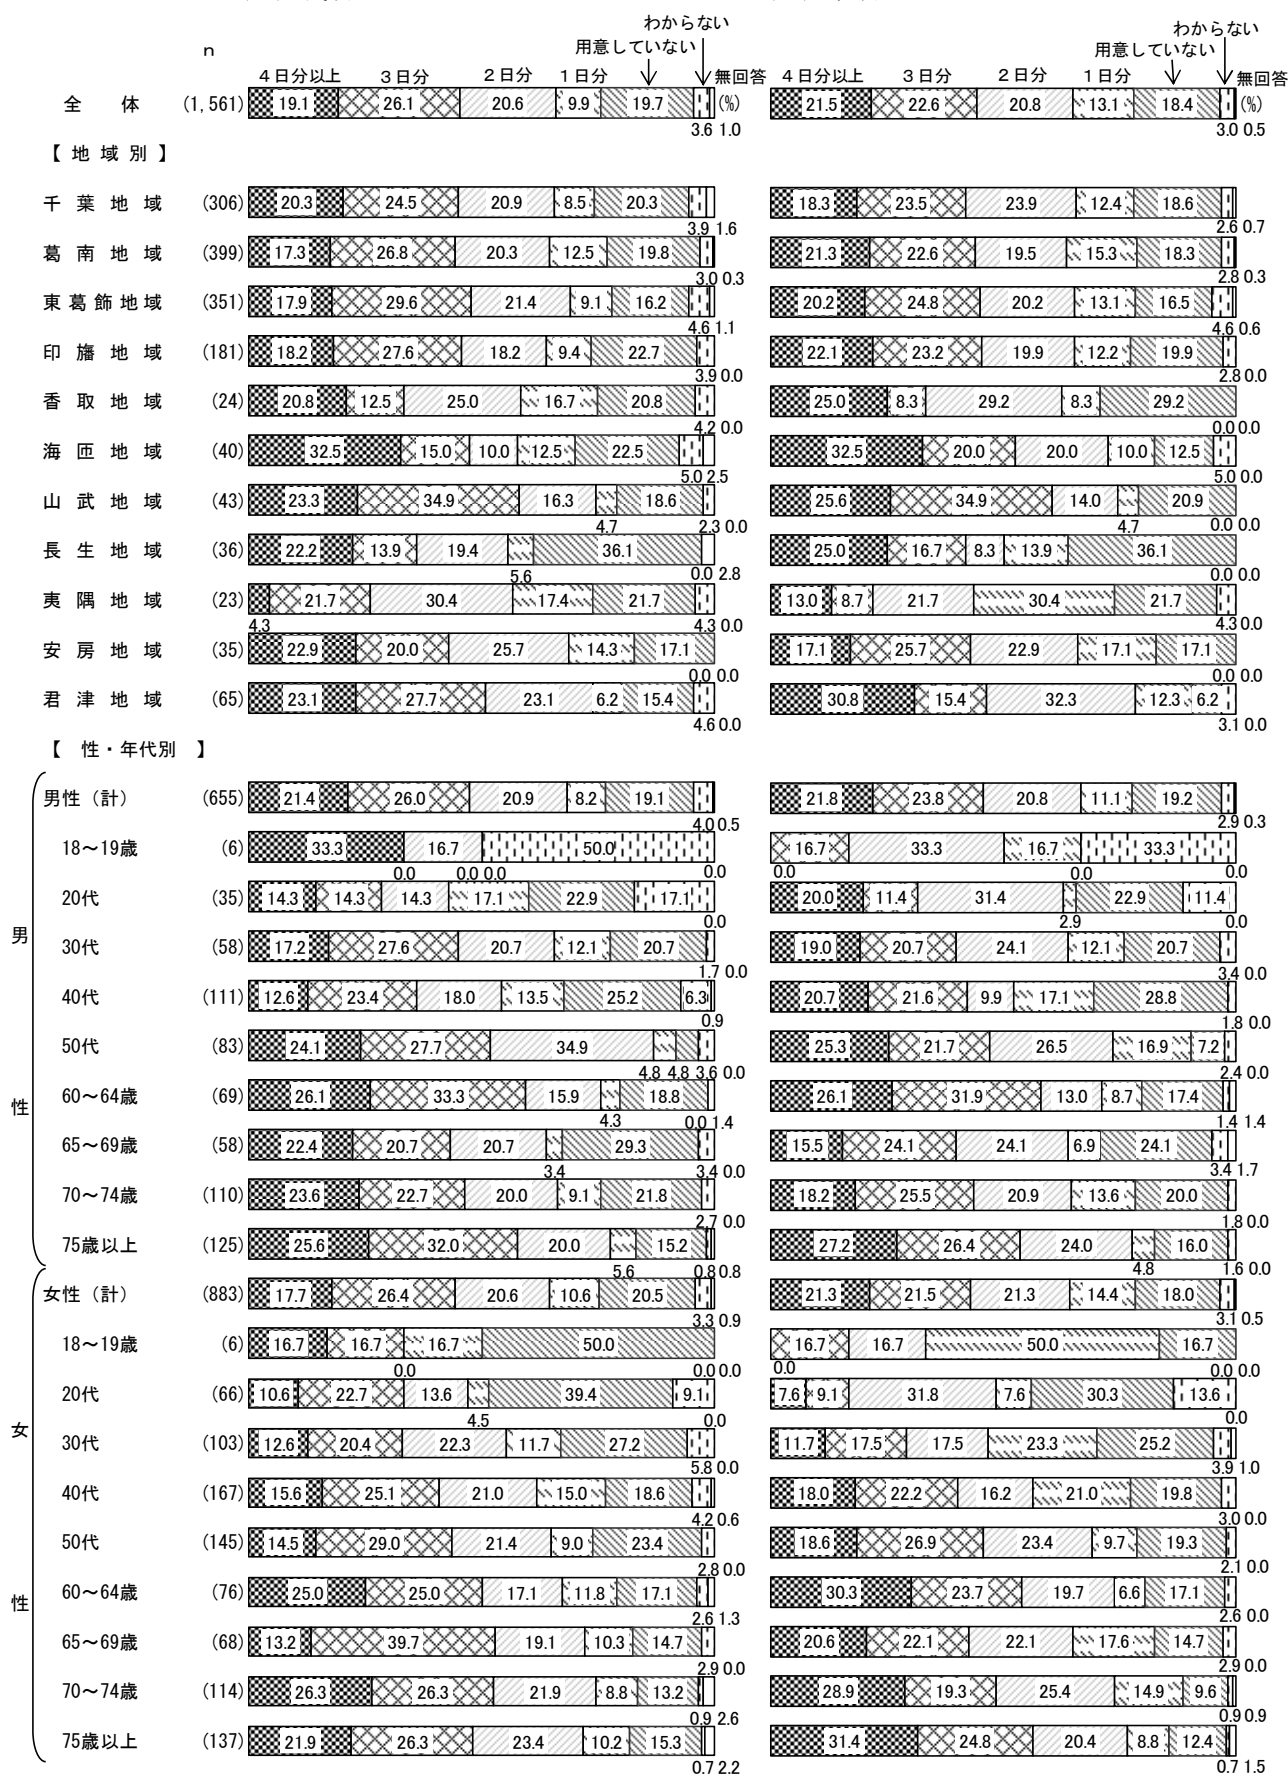 わからない わからない
n 用意していない 用意していない
４日分以上 ３日分 ２日分 １日分 無回答 ４日分以上 ３日分 ２日分 １日分 無回答
全体 (1,561) 19.1 26.1 20.6 9.9 19.7 (%) 21.5 22.6 20.8 13.1 18.4 (%)
3.6 1.0 3.0 0.5
【地域別】
千葉地域 (306) 20.3 24.5 20.9 8.5 20.3 18.3 23.5 23.9 12.4 18.6
3.9 1.6 2.6 0.7
葛南地域 (399) 17.3 26.8 20.3 12.5 19.8 21.3 22.6 19.5 15.3 18.3
3.0 0.3 2.8 0.3
東葛飾地域 (351) 17.9 29.6 21.4 9.1 16.2 20.2 24.8 20.2 13.1 16.5
4.6 1.1 4.6 0.6
印旛地域 (181) 18.2 27.6 18.2 9.4 22.7 22.1 23.2 19.9 12.2 19.9
3.9 0.0 2.8 0.0
香取地域 (24) 20.8 12.5 25.0 16.7 20.8 25.0 8.3 29.2 8.3 29.2
4.2 0.0 0.0 0.0
海匝地域 (40) 32.5 15.0 10.0 12.5 22.5 32.5 20.0 20.0 10.0 12.5
5.0 2.5 5.0 0.0
山武地域 (43) 23.3 34.9 16.3 18.6 25.6 34.9 14.0 20.9
4.7 2.3 0.0 4.7 0.0 0.0
長生地域 (36) 22.2 13.9 19.4 36.1 25.0 16.7 8.3 13.9 36.1
5.6 0.0 2.8 0.0 0.0
夷隅地域 (23) 21.7 30.4 17.4 21.7 13.0 8.7 21.7 30.4 21.7
4.3 4.3 0.0 4.3 0.0
安房地域 (35) 22.9 20.0 25.7 14.3 17.1 17.1 25.7 22.9 17.1 17.1
0.0 0.0 0.0 0.0
君津地域 (65) 23.1 27.7 23.1 6.2 15.4 30.8 15.4 32.3 12.3 6.2
4.6 0.0 3.1 0.0
【性・年代別】
男性（計） (655) 21.4 26.0 20.9 8.2 19.1 21.8 23.8 20.8 11.1 19.2
4.0 0.5 2.9 0.3
18～19歳 (6) 33.3 16.7 50.0 16.7 33.3 16.7 33.3
0.0 0.0 0.0 0.0 0.0 0.0 0.0
20代 (35) 14.3 14.3 14.3 17.1 22.9 17.1 20.0 11.4 31.4 22.9 11.4
0.0 2.9 0.0
男
30代 (58) 17.2 27.6 20.7 12.1 20.7 19.0 20.7 24.1 12.1 20.7
1.7 0.0 3.4 0.0
40代 (111) 12.6 23.4 18.0 13.5 25.2 6.3 20.7 21.6 9.9 17.1 28.8
0.9 1.8 0.0
50代 (83) 24.1 27.7 34.9 25.3 21.7 26.5 16.9 7.2
4.8 4.8 3.6 0.0 2.4 0.0
性
60～64歳 (69) 26.1 33.3 15.9 18.8 26.1 31.9 13.0 8.7 17.4
4.3 0.0 1.4 1.4 1.4
65～69歳 (58) 22.4 20.7 20.7 29.3 15.5 24.1 24.1 6.9 24.1
3.4 3.4 0.0 3.4 1.7
70～74歳 (110) 23.6 22.7 20.0 9.1 21.8 18.2 25.5 20.9 13.6 20.0
2.7 0.0 1.8 0.0
75歳以上 (125) 25.6 32.0 20.0 15.2 27.2 26.4 24.0 16.0
5.6 0.8 0.8 4.8 1.6 0.0
女性（計） (883) 17.7 26.4 20.6 10.6 20.5 21.3 21.5 21.3 14.4 18.0
3.3 0.9 3.1 0.5
18～19歳 (6) 16.7 16.7 16.7 50.0 16.7 16.7 50.0 16.7
0.0 0.0 0.0 0.0 0.0 0.0
20代 (66) 10.6 22.7 13.6 39.4 9.1 7.6 9.1 31.8 7.6 30.3 13.6
4.5 0.0 0.0
女
30代 (103) 12.6 20.4 22.3 11.7 27.2 11.7 17.5 17.5 23.3 25.2
5.8 0.0 3.9 1.0
40代 (167) 15.6 25.1 21.0 15.0 18.6 18.0 22.2 16.2 21.0 19.8
4.2 0.6 3.0 0.0
50代 (145) 14.5 29.0 21.4 9.0 23.4 18.6 26.9 23.4 9.7 19.3
2.8 0.0 2.1 0.0
性
60～64歳 (76) 25.0 25.0 17.1 11.8 17.1 30.3 23.7 19.7 6.6 17.1
2.6 1.3 2.6 0.0
65～69歳 (68) 13.2 39.7 19.1 10.3 14.7 20.6 22.1 22.1 17.6 14.7
2.9 0.0 2.9 0.0
70～74歳 (114) 26.3 26.3 21.9 8.8 13.2 28.9 19.3 25.4 14.9 9.6
0.9 2.6 0.9 0.9
75歳以上 (137) 21.9 26.3 23.4 10.2 15.3 31.4 24.8 20.4 8.8 12.4
0.7 2.2 0.7 1.5